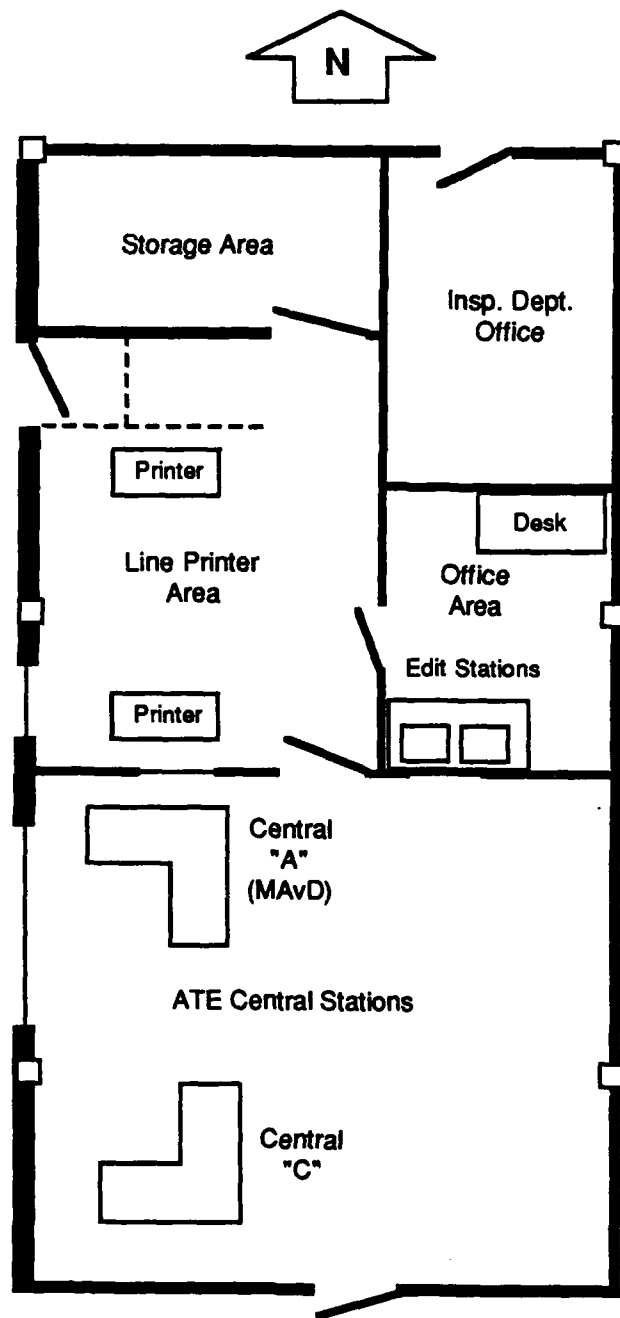 N
Storage Area
Insp. Dept.
Office
Printer
Desk
Line Printer
Area
Office
Area
Edit Stations
Printer
Central
"A"
(MAvD)
ATE Central Stations
Central
"C"